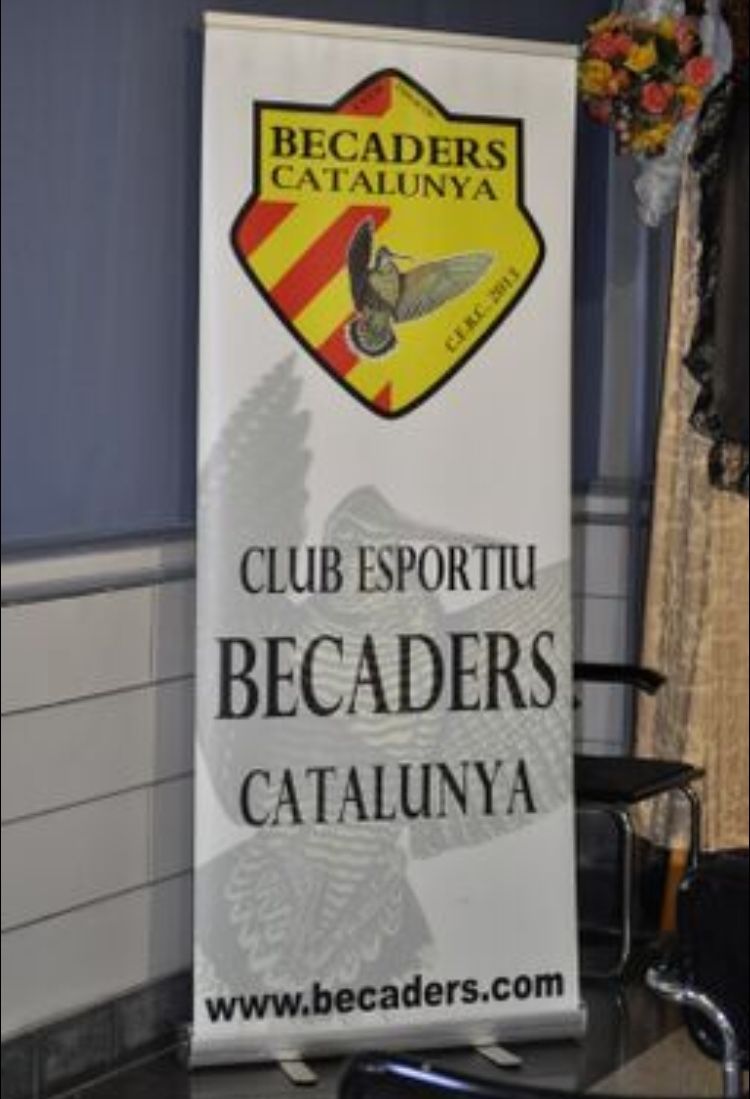 BECADERS
CATALUNYA
C.E.B.C. 2011
CLUB ESPORTIU
BECADERS
CATALUNYA
www.becaders.com